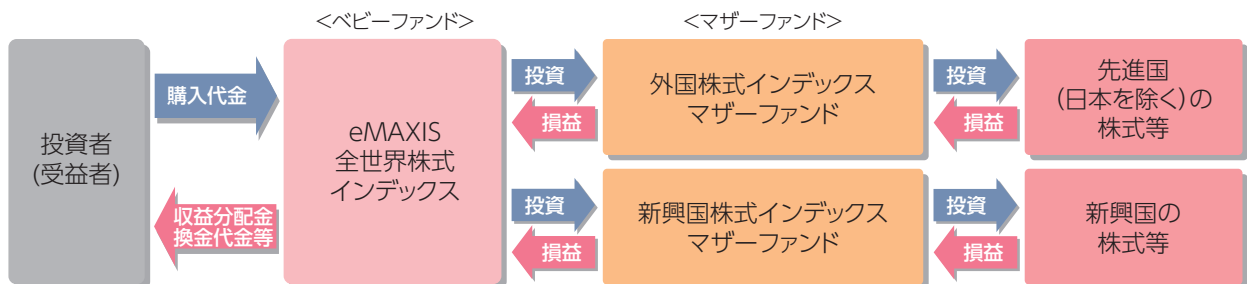 <ベビーファンド>
<マザーファンド>
投資者
(受益者)
購入代金
収益分配金
換金代金等
eMAXIS
全世界株式
インデックス
投資
損益
外国株式インデックス
マザーファンド
投資
損益
先進国
(日本を除く)の
株式等
投資
損益
新興国株式インデックス
マザーファンド
投資
損益
新興国の
株式等